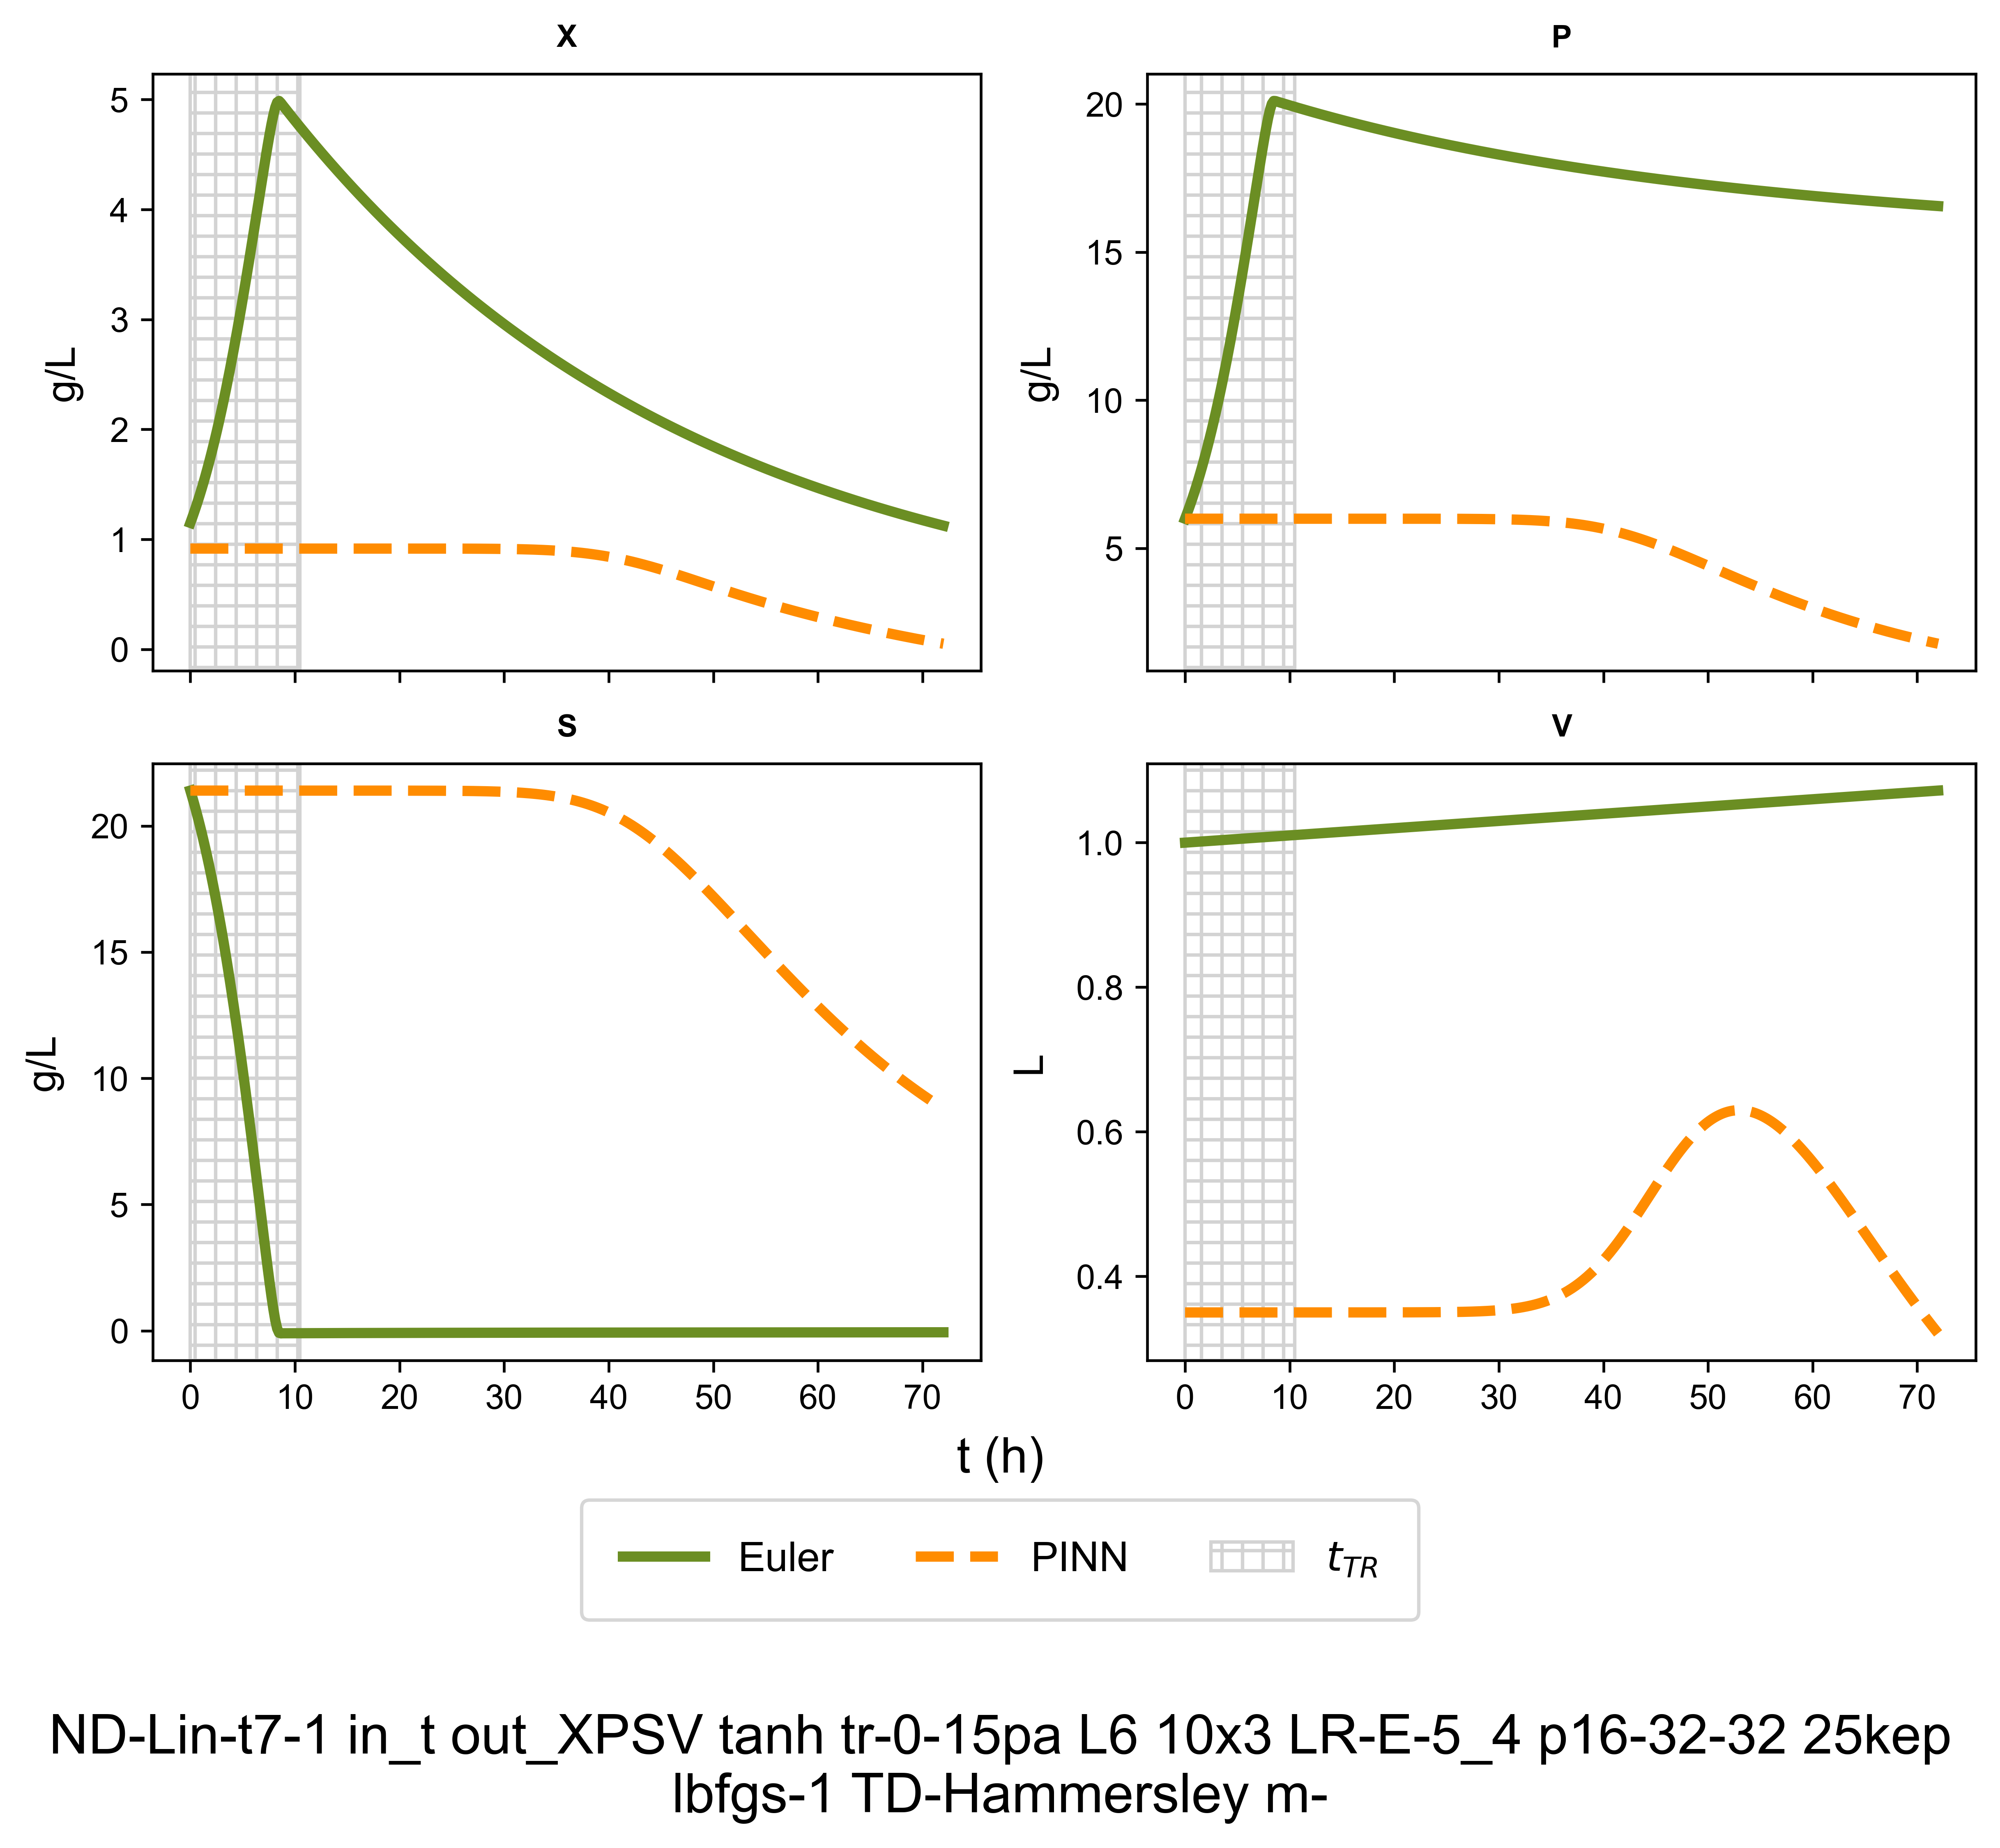 X
P
5
4
3
2
1
0
g/L
20
15
10
5
g/L
S
V
20
15
10
5
0
g/L
1.0
0.8
0.6
0.4
L
0 10 20 30 40 50 60 70
0 10 20 30 40 50 60 70
t (h)
Euler PINN t_TR
ND-Lin-t7-1 in_t out_XPSV tanh tr-0-15pa L6 10x3 LR-E-5_4 p16-32-32 25kep
lbfgs-1 TD-Hammersley m-